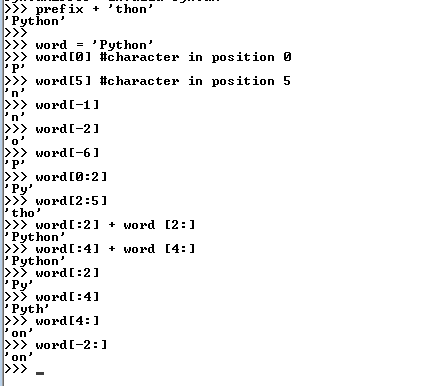 >>> prefix + 'thon'
'Python'
>>>
>>> word = 'Python'
>>> word[0] #character in position 0
'P'
>>> word[5] #character in position 5
'n'
>>> word[-1]
'n'
>>> word[-2]
'o'
>>> word[-6]
'P'
>>> word[0:2]
'Py'
>>> word[2:5]
'tho'
>>> word[:2] + word [2:]
'Python'
>>> word[:4] + word [4:]
'Python'
>>> word[:2]
'Py'
>>> word[:4]
'Pyth'
>>> word[4:]
'on'
>>> word[-2:]
'on'
>>> _